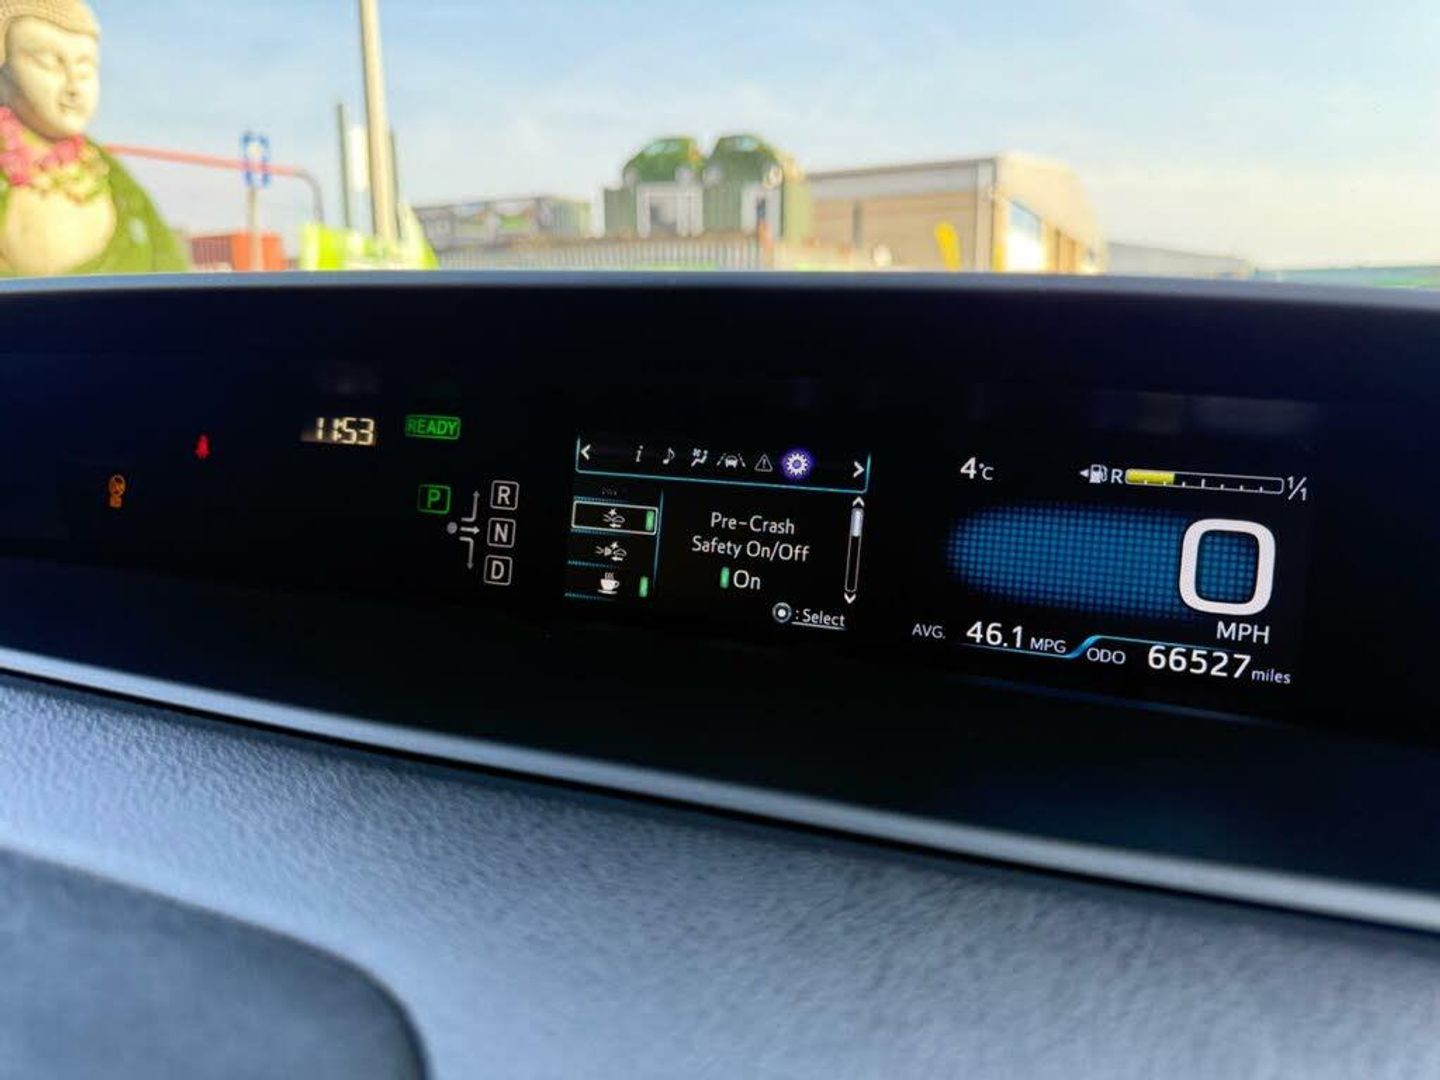 11:53
READY
P
R
N
D
i
Pre-Crash
Safety On/Off
On
: Select
4°C
R 1/1
0
MPH
AVG. 46.1 MPG
ODO 66527 miles